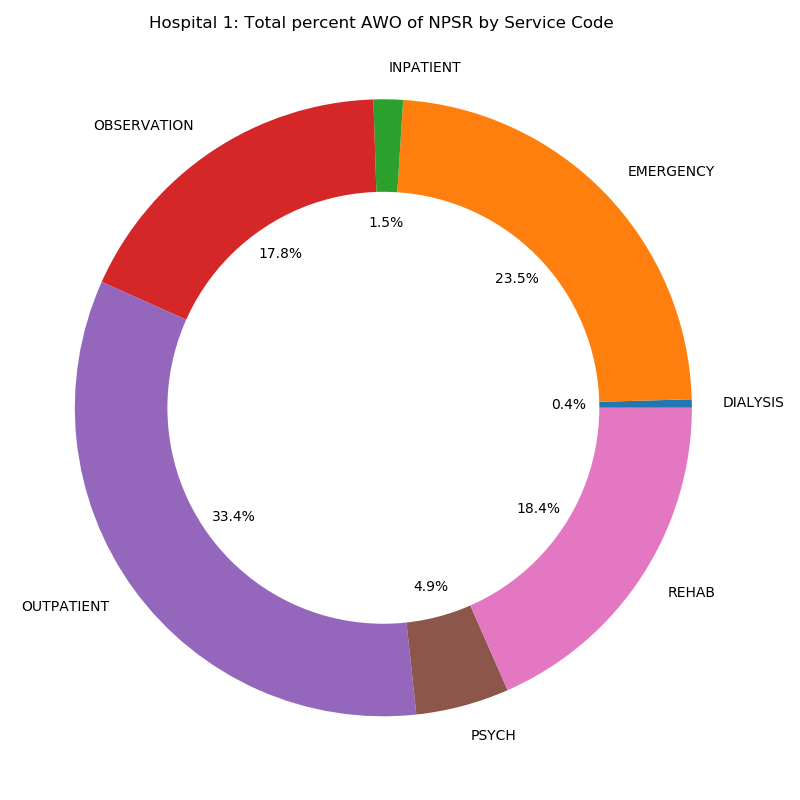 Hospital 1: Total percent AWO of NPSR by Service Code
INPATIENT
OBSERVATION
EMERGENCY
1.5%
17.8%
23.5%
DIALYSIS
0.4%
18.4%
33.4%
4.9%
REHAB
OUTPATIENT
PSYCH